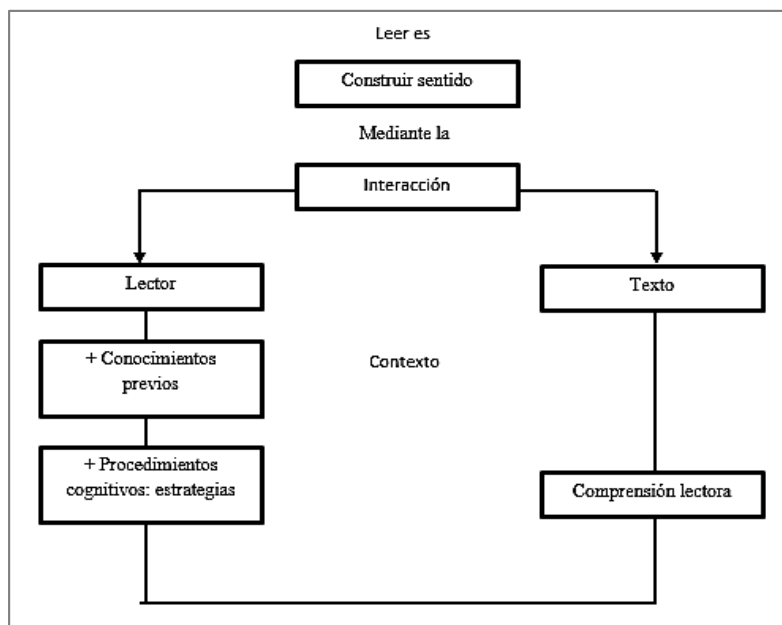 Leer es
Construir sentido
Mediante la
Interacción
Lector
Texto
+ Conocimientos
previos
Contexto
+ Procedimientos
cognitivos: estrategias
Comprensión lectora